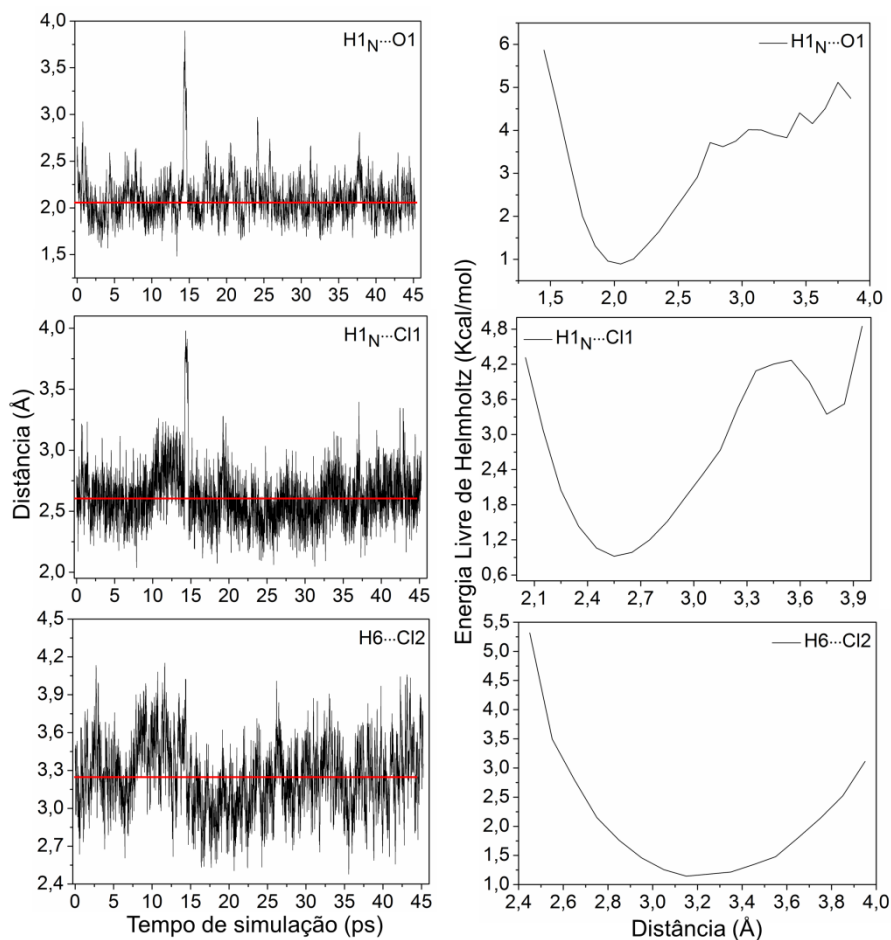 H1N...O1
4,0
3,5
3,0
2,5
2,0
1,5
0 5 10 15 20 25 30 35 40 45
H1N...Cl1
4,0
3,5
3,0
2,5
2,0
0 5 10 15 20 25 30 35 40 45
H6...Cl2
4,5
4,2
3,9
3,6
3,3
3,0
2,7
2,4
0 5 10 15 20 25 30 35 40 45
Distância (Å)
Tempo de simulação (ps)
H1N...O1
6
5
4
3
2
1
1,5 2,0 2,5 3,0 3,5 4,0
H1N...Cl1
4,8
4,2
3,6
3,0
2,4
1,8
1,2
0,6
2,1 2,4 2,7 3,0 3,3 3,6 3,9
H6...Cl2
5,5
5,0
4,5
4,0
3,5
3,0
2,5
2,0
1,5
1,0
2,4 2,6 2,8 3,0 3,2 3,4 3,6 3,8 4,0
Energia Livre de Helmholtz (Kcal/mol)
Distância (Å)